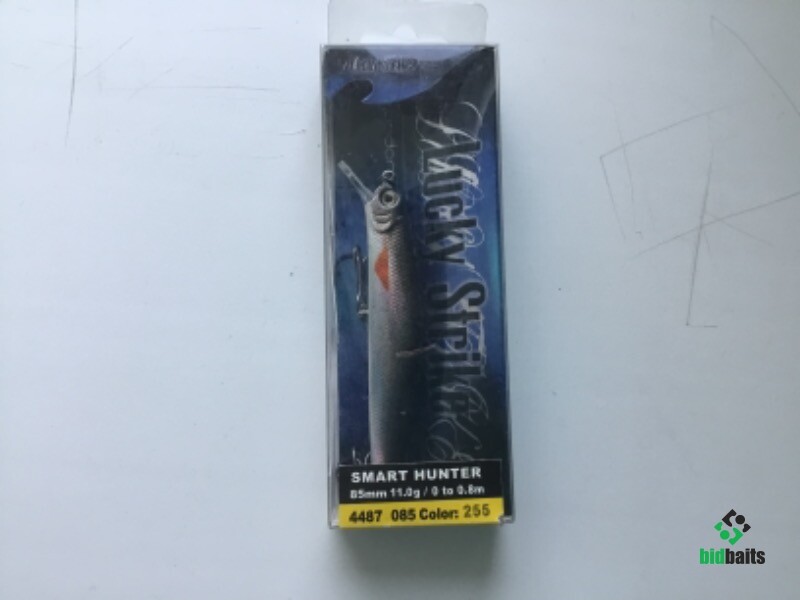 Lucky Strike
SMART HUNTER
85mm 11.0g / 0 to 0.8m
4487 085 Color: 255
bidbaits